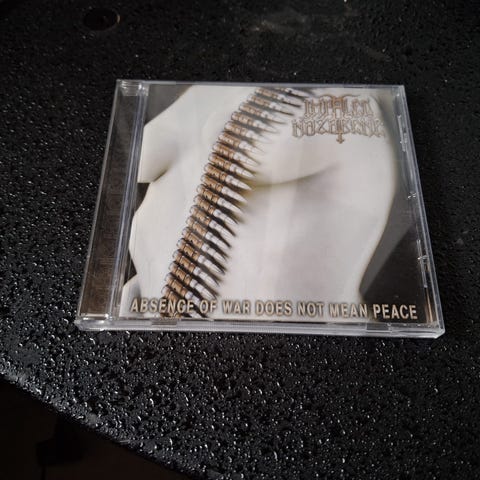 IMPALED
NAZARENE
ABSENCE OF WAR DOES NOT MEAN PEACE